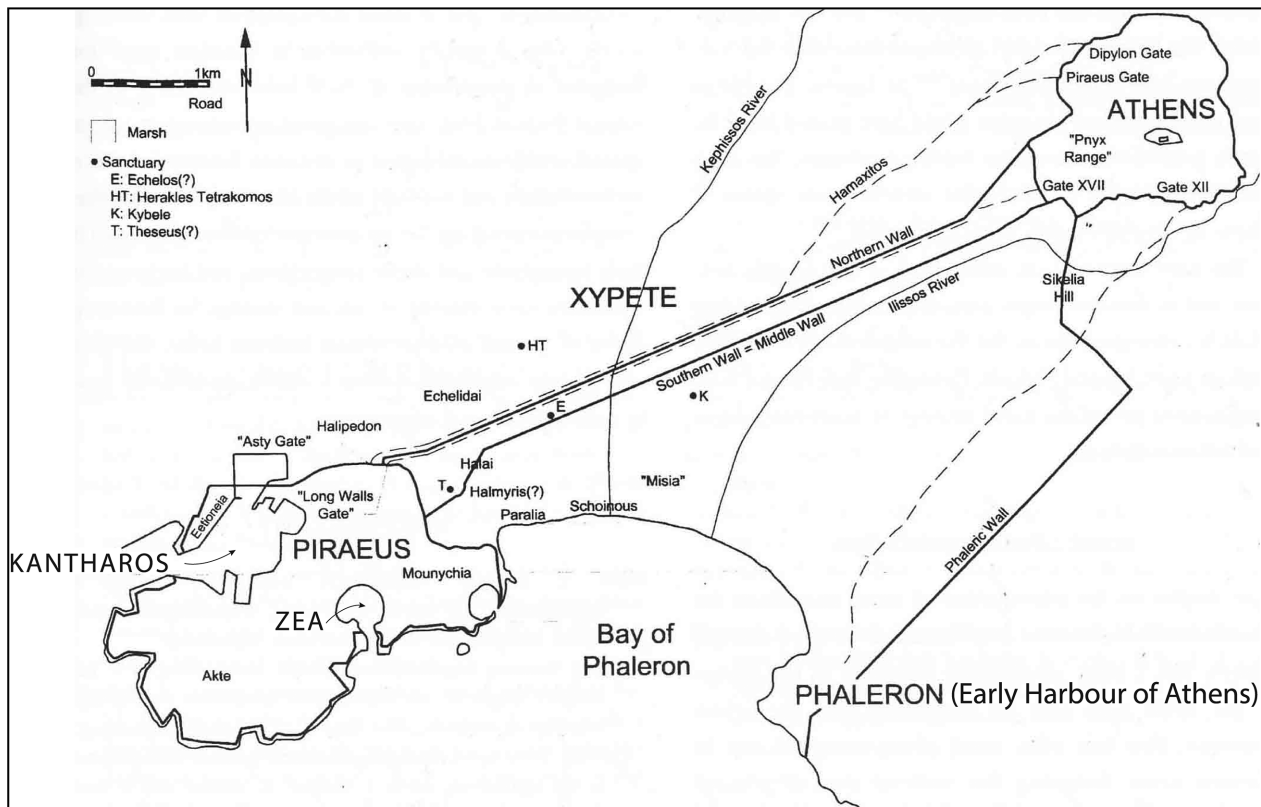 0 1km
N
Road
Marsh
Sanctuary
E: Echelos(?)
HT: Herakles Tetrakomos
K: Kybele
T: Theseus(?)
Dipylon Gate
Piraeus Gate
ATHENS
"Pnyx
Range"
Gate XVII
Gate XII
"
Kephissos River
Hamaxitos
Northern Wall
XYPETE
Ilissos River
Sikelia
Hill
Southern Wall = Middle Wall
HT
K
Echelidai
E
Halipedon
"Asty Gate"
Halai
T
Halmyris(?)
"Misia"
Eetioneia
"Long Walls
Gate"
Paralia
Schoinous
Phaleric Wall
PIRAEUS
KANTHAROS
Mounychia
ZEA
Bay of
Phaleron
Akte
PHALERON (Early Harbour of Athens)